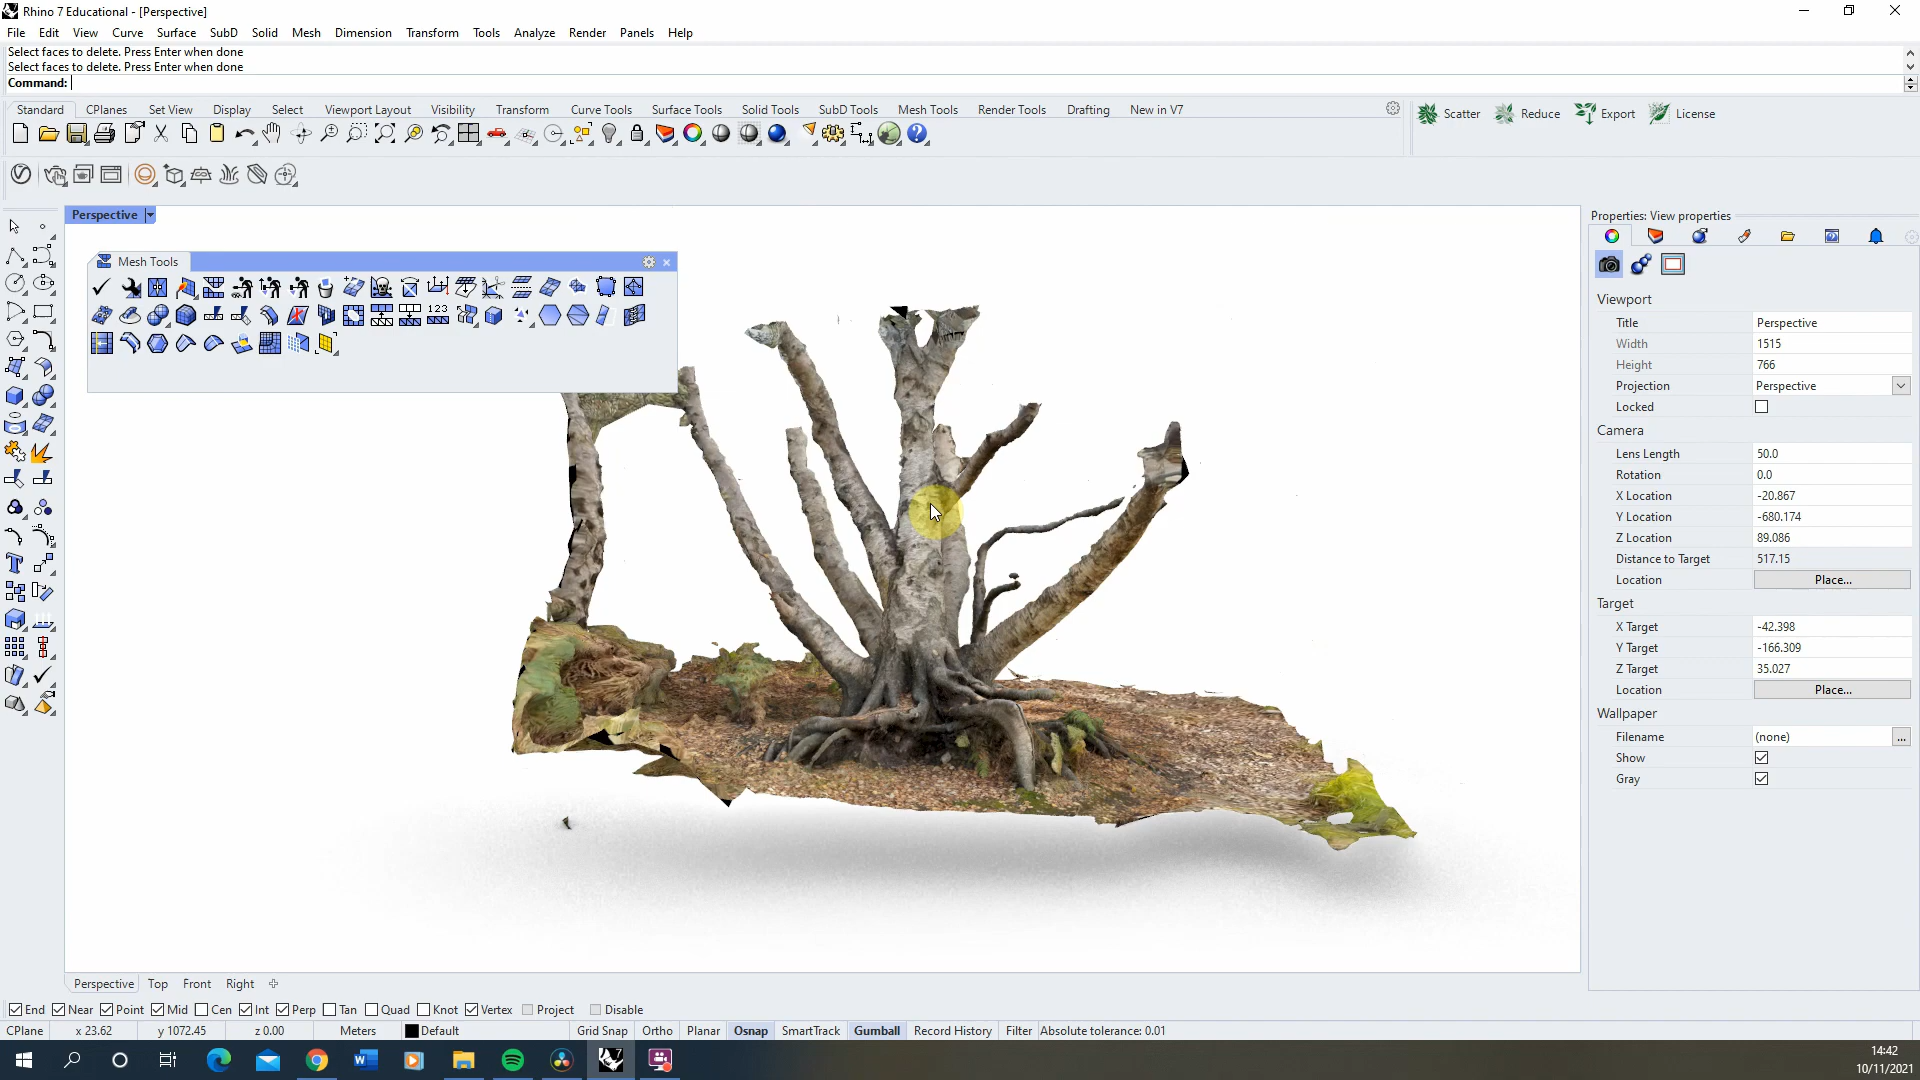 Rhino 7 Educational - [Perspective]
File Edit View Curve Surface SubD Solid Mesh Dimension Transform Tools Analyze Render Panels Help
Select faces to delete. Press Enter when done
Select faces to delete. Press Enter when done
Command:
Standard CPlanes Set View Display Select Viewport Layout Visibility Transform Curve Tools Surface Tools Solid Tools SubD Tools Mesh Tools Render Tools Drafting New in V7
Scatter Reduce Export License
Perspective
Mesh Tools
123
Properties: View properties
Viewport
Title Perspective
Width 1515
Height 766
Projection Perspective
Locked
Camera
Lens Length 50.0
Rotation 0.0
X Location -20.867
Y Location -680.174
Z Location 89.086
Distance to Target 517.15
Location Place...
Target
X Target -42.398
Y Target -166.309
Z Target 35.027
Location Place...
Wallpaper
Filename (none) ...
Show
Gray
Perspective Top Front Right
End Near Point Mid Cen Int Perp Tan Quad Knot Vertex Project Disable
CPlane x 23.62 y 1072.45 z 0.00 Meters Default Grid Snap Ortho Planar Osnap SmartTrack Gumball Record History Filter Absolute tolerance: 0.01
14:42
10/11/2021